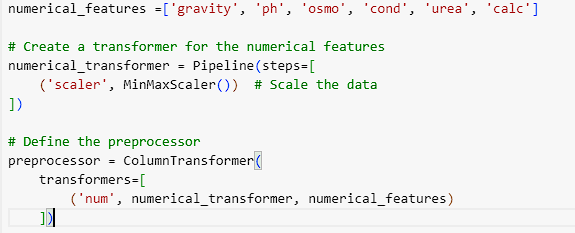 numerical_features =['gravity', 'ph', 'osmo', 'cond', 'urea', 'calc']
# Create a transformer for the numerical features
numerical_transformer = Pipeline(steps=[
    ('scaler', MinMaxScaler())  # Scale the data
])
# Define the preprocessor
preprocessor = ColumnTransformer(
    transformers=[
        ('num', numerical_transformer, numerical_features)
    ])